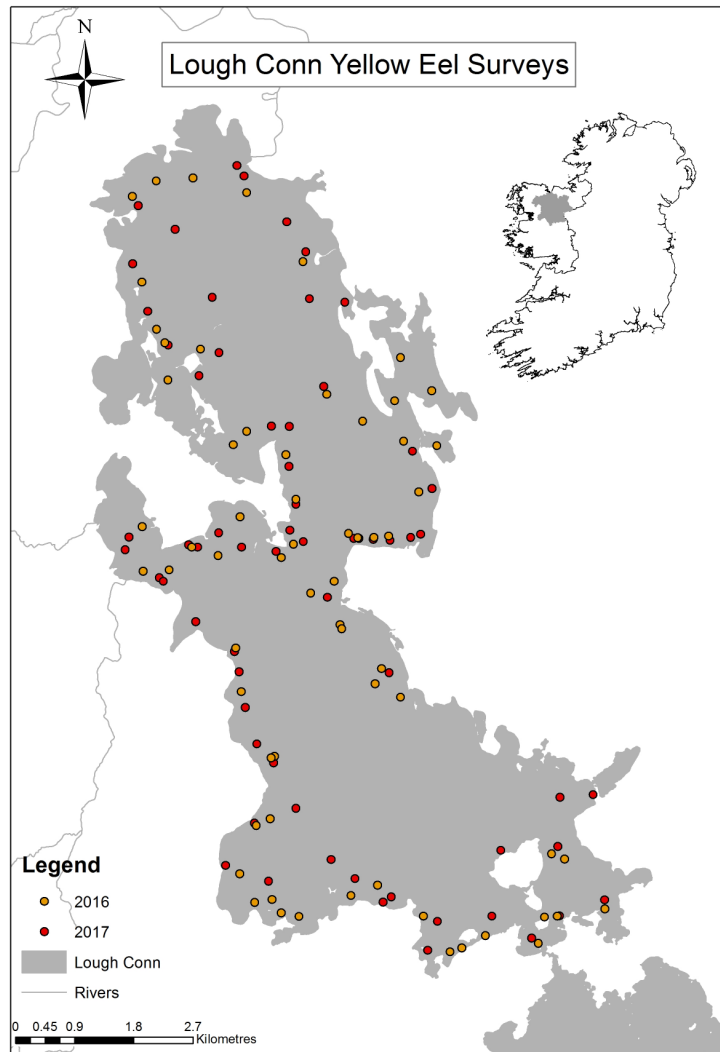 N
Lough Conn Yellow Eel Surveys
Legend
2016
2017
Lough Conn
Rivers
0 0.45 0.9 1.8 2.7
Kilometres